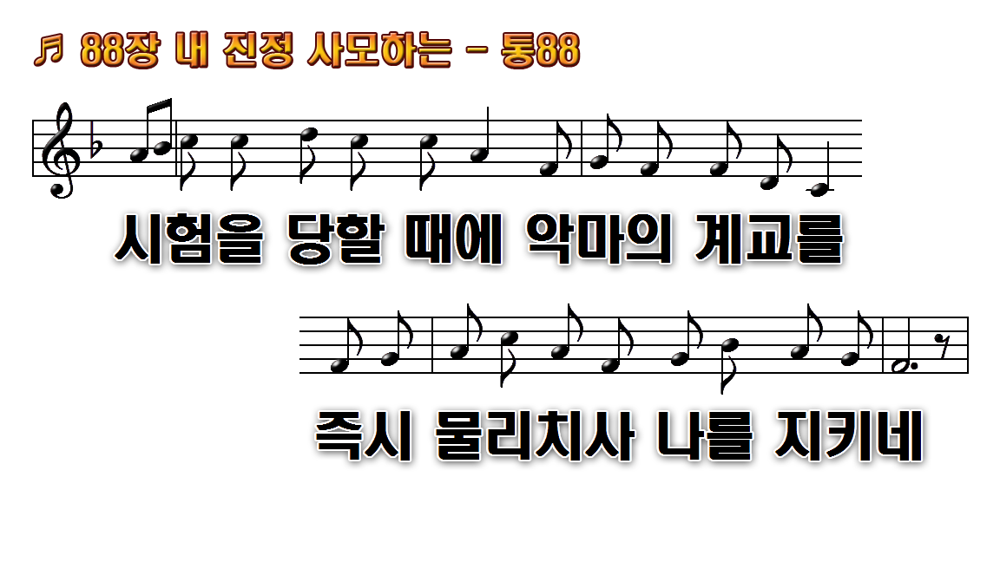 88장 내 진정 사모하는 - 통88
시험을 당할 때에 악마의 계교를
즉시 물리치사 나를 지키네